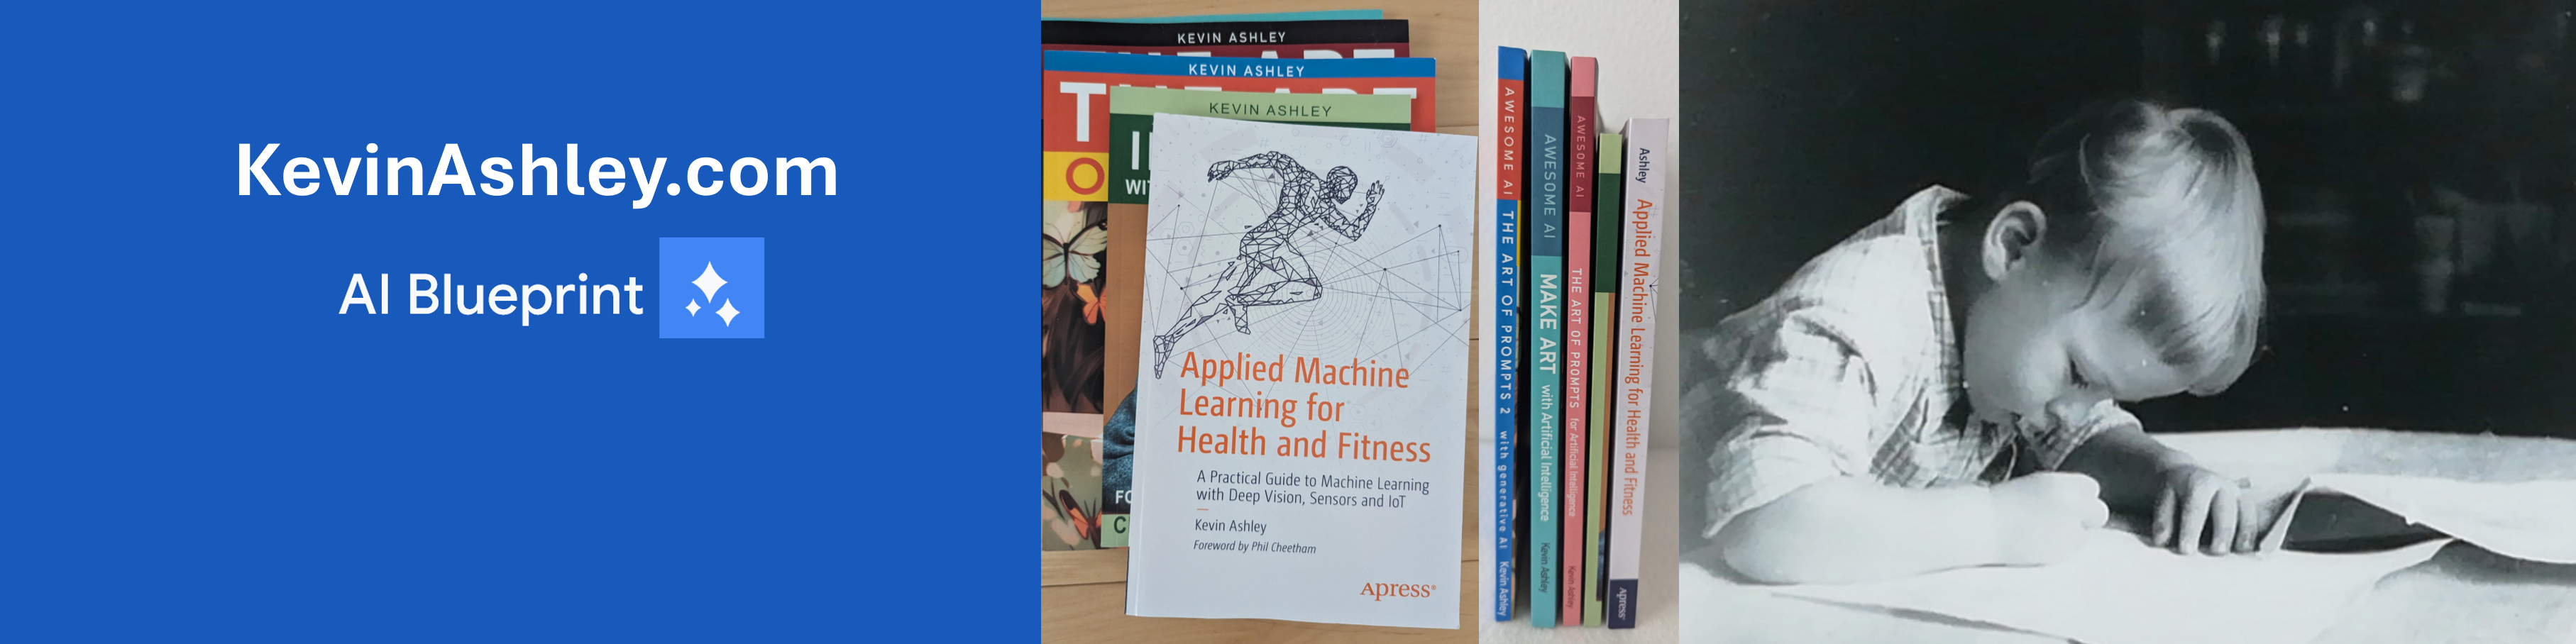 KevinAshley.com
AI Blueprint
KEVIN ASHLEY
KEVIN ASHLEY
T
O
KEVIN ASHLEY
WIT
Applied Machine
Learning for
Health and Fitness
A Practical Guide to Machine Learning
with Deep Vision, Sensors and IoT
Kevin Ashley
Foreword by Phil Cheetham
Apress®
FO
C
AWESOME AI THE ART OF PROMPTS 2 with generative AI Kevin Ashley
AWESOME AI MAKE ART with Artificial Intelligence Kevin Ashley
AWESOME AI THE ART OF PROMPTS for Artificial Intelligence Kevin Ashley
Ashley Applied Machine Learning for Health and Fitness Apress®